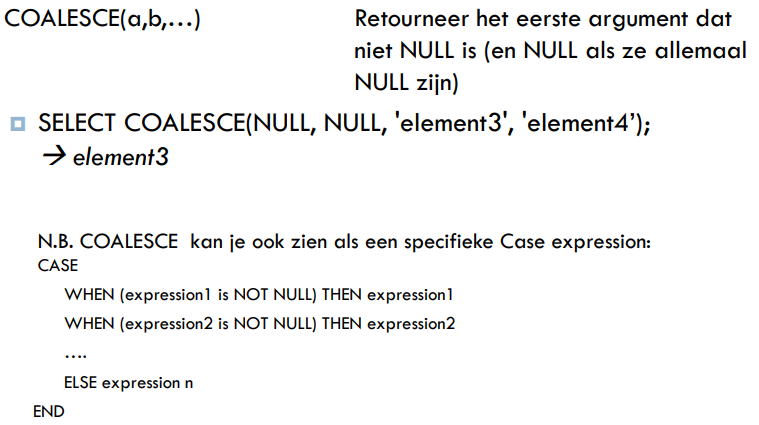 COALESCE(a,b,…) Retourneer het eerste argument dat
niet NULL is (en NULL als ze allemaal
NULL zijn)
SELECT COALESCE(NULL, NULL, 'element3', 'element4’);
→ element3
N.B. COALESCE kan je ook zien als een specifieke Case expression:
CASE
WHEN (expression1 is NOT NULL) THEN expression1
WHEN (expression2 is NOT NULL) THEN expression2
….
ELSE expression n
END